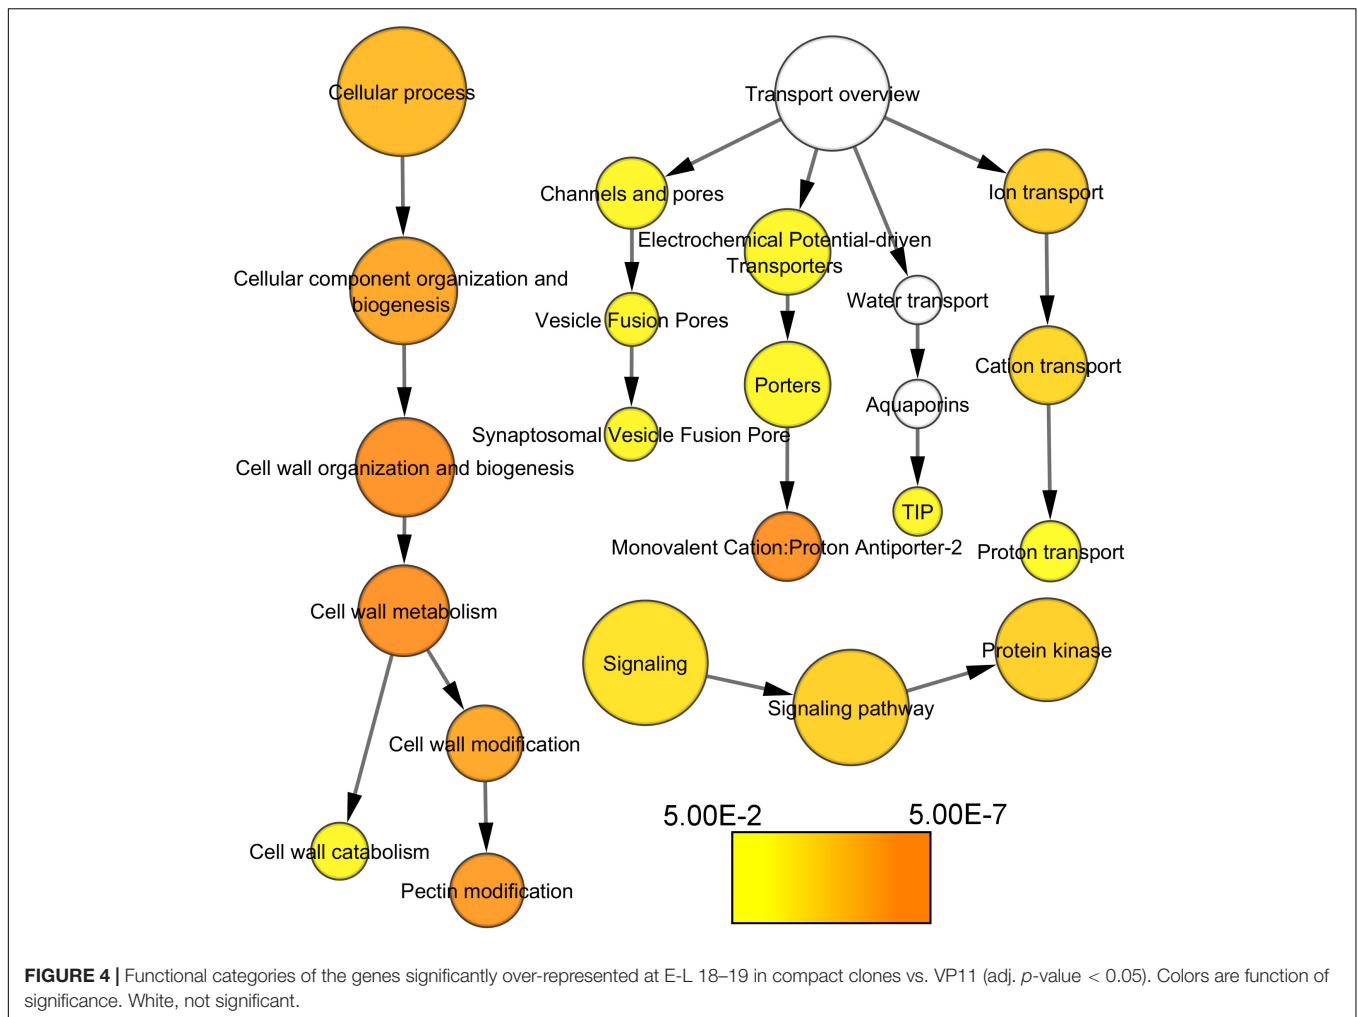 Cellular process
Transport overview
Channels and pores
Ion transport
Electrochemical Potential-driven
Transporters
Cellular component organization and
biogenesis
Water transport
Vesicle Fusion Pores
Cation transport
Porters
Aquaporins
Synaptosomal Vesicle Fusion Pore
Cell wall organization and biogenesis
TIP
Monovalent Cation:Proton Antiporter-2
Proton transport
Cell wall metabolism
Protein kinase
Signaling
Signaling pathway
Cell wall modification
5.00E-2
5.00E-7
Cell wall catabolism
Pectin modification
FIGURE 4 | Functional categories of the genes significantly over-represented at E-L 18–19 in compact clones vs. VP11 (adj. p-value < 0.05). Colors are function of
significance. White, not significant.